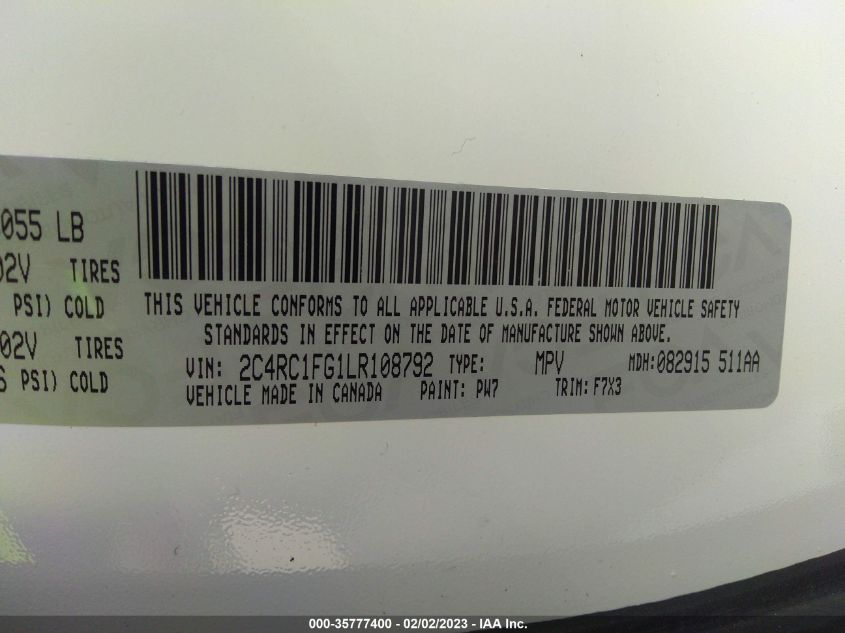 055 LB
02V TIRES
PSI) COLD
02V TIRES
PSI) COLD
THIS VEHICLE CONFORMS TO ALL APPLICABLE U.S.A. FEDERAL MOTOR VEHICLE SAFETY
STANDARDS IN EFFECT ON THE DATE OF MANUFACTURE SHOWN ABOVE.
VIN: 2C4RC1FG1LR108792 TYPE: MPV MDH:082915 511AA
VEHICLE MADE IN CANADA PAINT: PW7 TRIM: F7X3
000-35777400 - 02/02/2023 - IAA Inc.